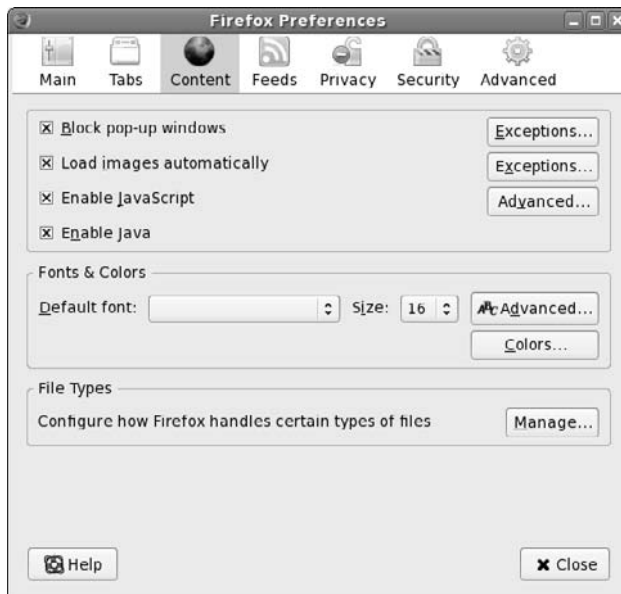 Firefox Preferences
Main Tabs Content Feeds Privacy Security Advanced
Block pop-up windows Exceptions...
Load images automatically Exceptions...
Enable JavaScript Advanced...
Enable Java
Fonts & Colors
Default font: Size: 16 Advanced...
Colors...
File Types
Configure how Firefox handles certain types of files Manage...
Help Close